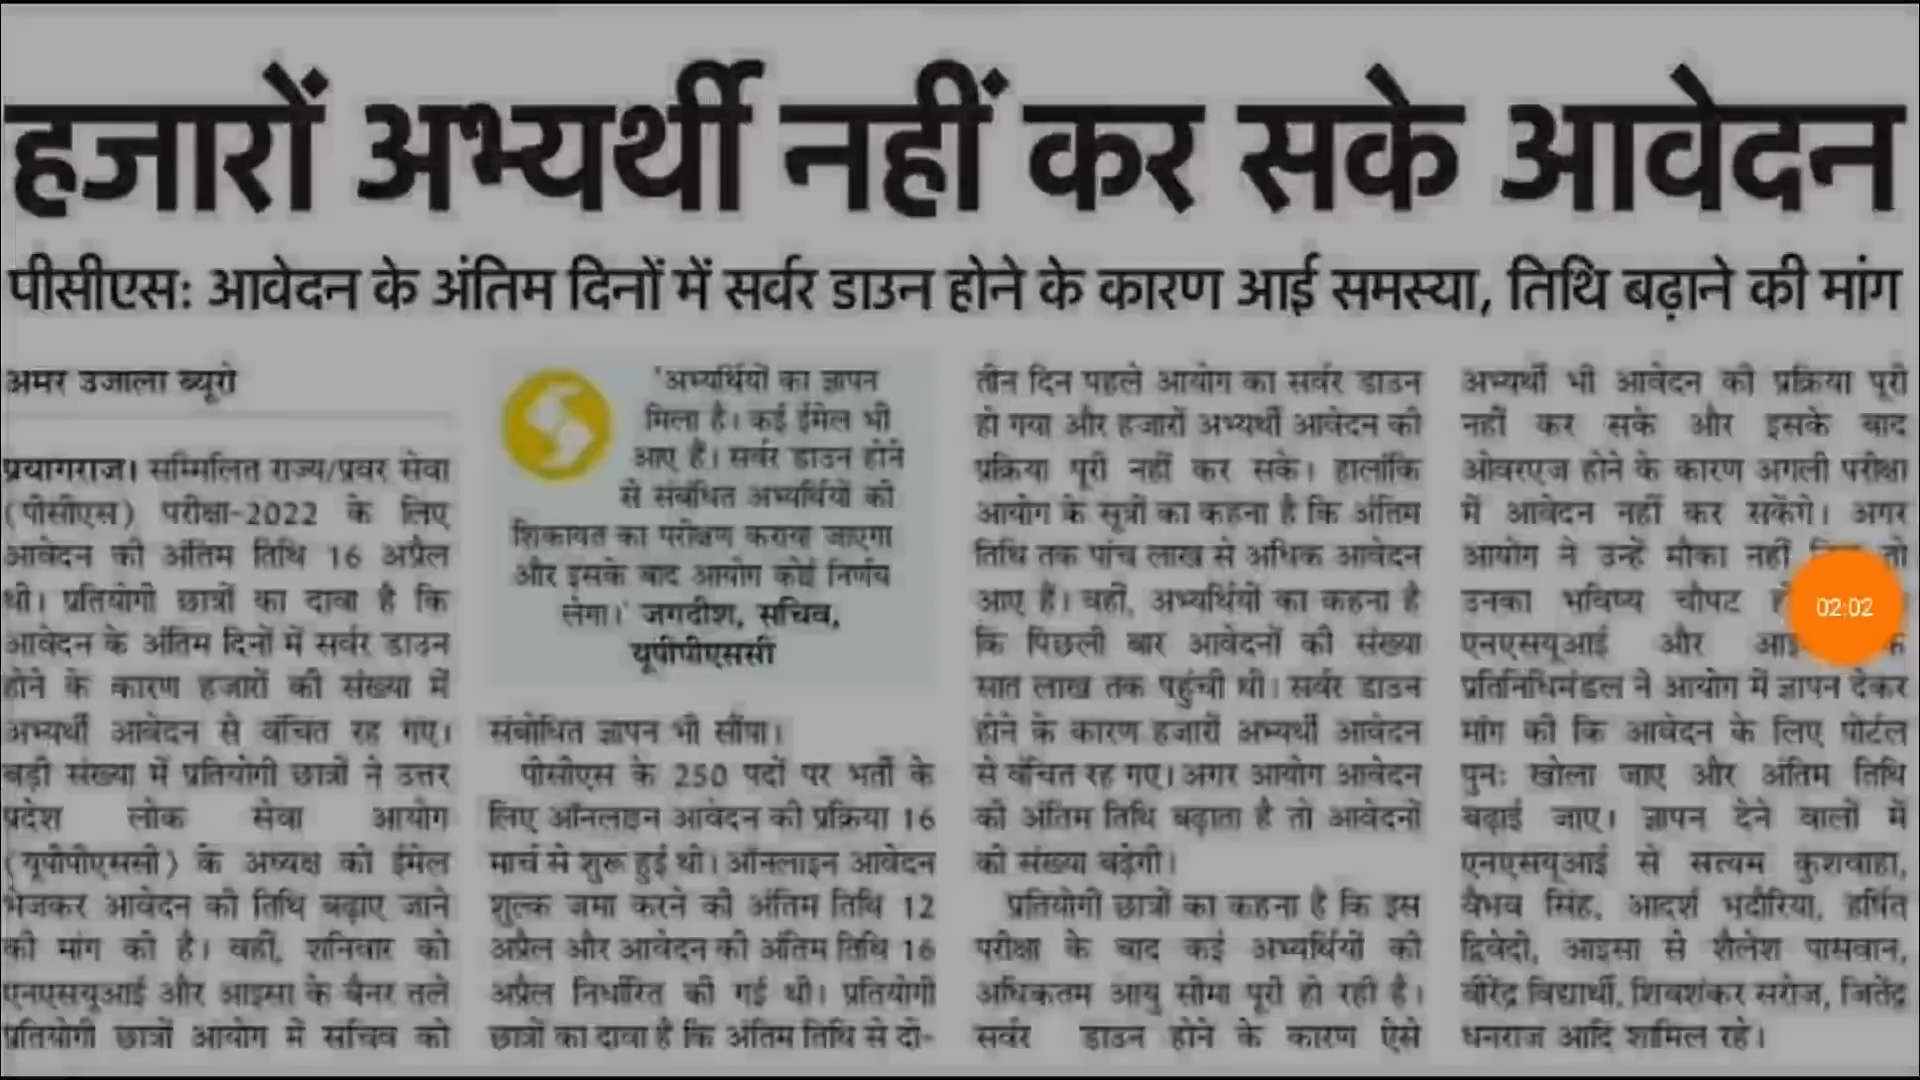 हजारों अभ्यर्थी नहीं कर सके आवेदन
पीसीएस: आवेदन के अंतिम दिनों में सर्वर डाउन होने के कारण आई समस्या, तिथि बढ़ाने की मांग
अमर उजाला ब्यूरो
प्रयागराज। सम्मिलित राज्य/प्रवर सेवा
(पीसीएस) परीक्षा-2022 के लिए
आवेदन की अंतिम तिथि 16 अप्रैल
थी। प्रतियोगी छात्रों का दावा है कि
आवेदन के अंतिम दिनों में सर्वर डाउन
होने के कारण हजारों की संख्या में
अभ्यर्थी आवेदन से वंचित रह गए।
बड़ी संख्या में प्रतियोगी छात्रों ने उत्तर
प्रदेश लोक सेवा आयोग
(यूपीपीएससी) के अध्यक्ष को ईमेल
भेजकर आवेदन की तिथि बढ़ाए जाने
की मांग की है। वहीं, शनिवार को
एनएसयूआई और आइसा के बैनर तले
प्रतियोगी छात्रों आयोग में सचिव को
'अभ्यर्थियों का ज्ञापन
मिला है। कई ईमेल भी
आए हैं। सर्वर डाउन होने
से संबंधित अभ्यर्थियों को
शिकायत का परीक्षण कराया जाएगा
और इसके बाद आयोग कोई निर्णय
लेगा।' जगदीश, सचिव,
यूपीपीएससी
संबोधित ज्ञापन भी सौंपा।
पीसीएस के 250 पदों पर भर्ती के
लिए ऑनलाइन आवेदन की प्रक्रिया 16
मार्च से शुरू हुई थी। ऑनलाइन आवेदन
शुल्क जमा करने की अंतिम तिथि 12
अप्रैल और आवेदन की अंतिम तिथि 16
अप्रैल निर्धारित की गई थी। प्रतियोगी
छात्रों का दावा है कि अंतिम तिथि से दो-
तीन दिन पहले आयोग का सर्वर डाउन
हो गया और हजारों अभ्यर्थी आवेदन की
प्रक्रिया पूरी नहीं कर सके। हालांकि
आयोग के सूत्रों का कहना है कि अंतिम
तिथि तक पांच लाख से अधिक आवेदन
आए हैं। वहीं, अभ्यर्थियों का कहना है
कि पिछली बार आवेदनों की संख्या
सात लाख तक पहुंची थी। सर्वर डाउन
होने के कारण हजारों अभ्यर्थी आवेदन
से वंचित रह गए। अगर आयोग आवेदन
की अंतिम तिथि बढ़ाता है तो आवेदनों
की संख्या बढ़ेगी।
प्रतियोगी छात्रों का कहना है कि इस
परीक्षा के बाद कई अभ्यर्थियों की
अधिकतम आयु सीमा पूरी हो रही है।
सर्वर डाउन होने के कारण ऐसे
अभ्यर्थी भी आवेदन की प्रक्रिया पूरी
नहीं कर सके और इसके बाद
ओवरएज होने के कारण अगली परीक्षा
में आवेदन नहीं कर सकेंगे। अगर
आयोग ने उन्हें मौका नहीं तो
उनका भविष्य चौपट
02:02
एनएसयूआई और
प्रतिनिधिमंडल ने आयोग में ज्ञापन देकर
मांग की कि आवेदन के लिए पोर्टल
पुनः खोला जाए और अंतिम तिथि
बढ़ाई जाए। ज्ञापन देने वालों में
एनएसयूआई से सत्यम कुशवाहा,
वैभव सिंह, आदर्श भदौरिया, हर्षित
द्विवेदी, आइसा से शैलेश पासवान,
वीरेंद्र विद्यार्थी, शिवशंकर सरोज, जितेंद्र
धनराज आदि शामिल रहे।